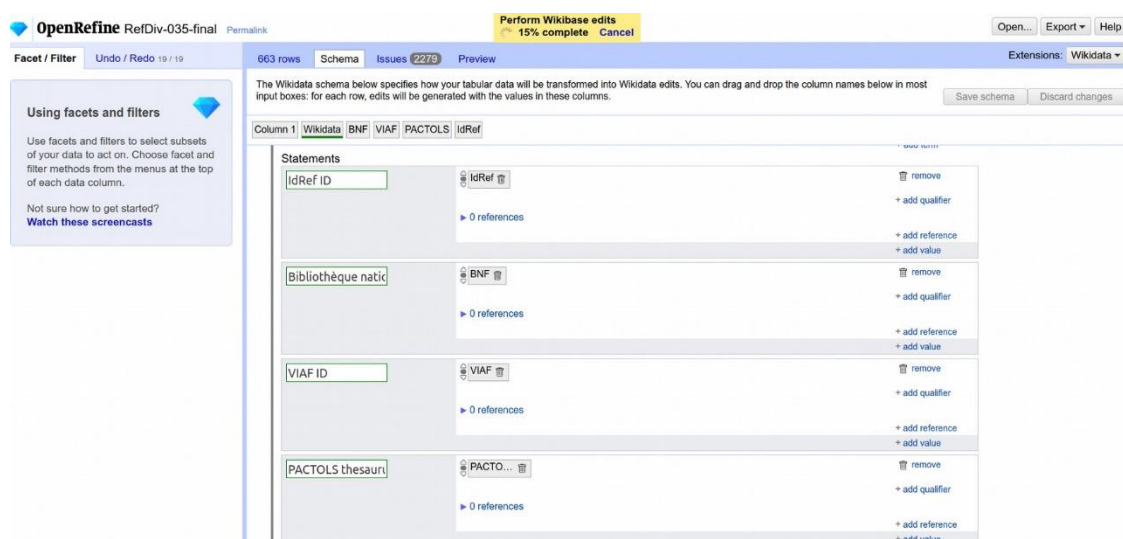 OpenRefine RefDiv-035-final Permalink
Perform Wikibase edits
15% complete Cancel
Open... Export Help
Facet / Filter Undo / Redo 19 / 19
663 rows Schema Issues 2279 Preview
Extensions: Wikidata
Using facets and filters
Use facets and filters to select subsets
of your data to act on. Choose facet and
filter methods from the menus at the top
of each data column.
Not sure how to get started?
Watch these screencasts
The Wikidata schema below specifies how your tabular data will be transformed into Wikidata edits. You can drag and drop the column names below in most
input boxes: for each row, edits will be generated with the values in these columns.
Save schema Discard changes
Column 1 Wikidata BNF VIAF PACTOLS IdRef
Statements
IdRef ID
IdRef
remove
+ add qualifier
0 references
+ add reference
+ add value
Bibliothèque natic
BNF
remove
+ add qualifier
0 references
+ add reference
+ add value
VIAF ID
VIAF
remove
+ add qualifier
0 references
+ add reference
+ add value
PACTOLS thesauru
PACTO...
remove
+ add qualifier
0 references
+ add reference
+ add value